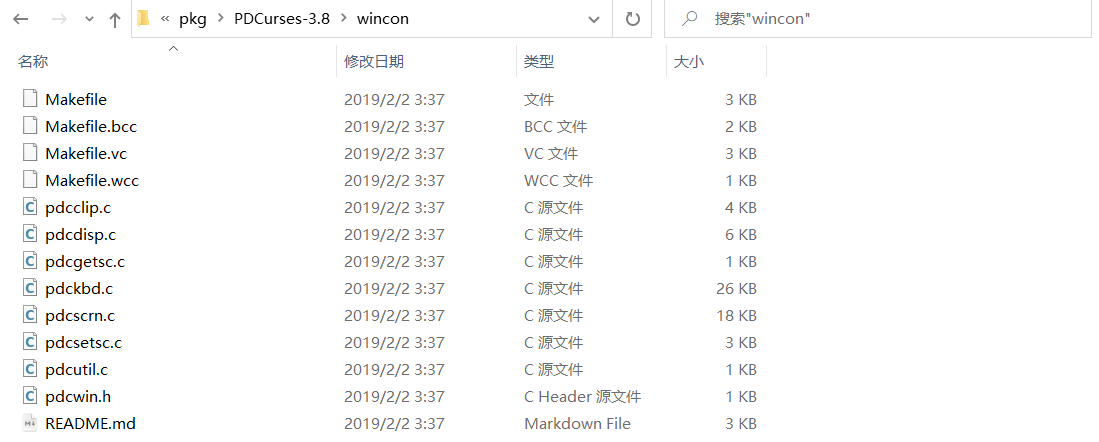 « pkg > PDCurses-3.8 > wincon 搜索"wincon"
名称 修改日期 类型 大小
Makefile 2019/2/2 3:37 文件 3 KB
Makefile.bcc 2019/2/2 3:37 BCC 文件 2 KB
Makefile.vc 2019/2/2 3:37 VC 文件 3 KB
Makefile.wcc 2019/2/2 3:37 WCC 文件 1 KB
pdcclip.c 2019/2/2 3:37 C 源文件 4 KB
pdcdisp.c 2019/2/2 3:37 C 源文件 6 KB
pdcgetsc.c 2019/2/2 3:37 C 源文件 1 KB
pdckbd.c 2019/2/2 3:37 C 源文件 26 KB
pdcscrn.c 2019/2/2 3:37 C 源文件 18 KB
pdcsetsc.c 2019/2/2 3:37 C 源文件 3 KB
pdcutil.c 2019/2/2 3:37 C 源文件 1 KB
pdcwin.h 2019/2/2 3:37 C Header 源文件 1 KB
README.md 2019/2/2 3:37 Markdown File 3 KB